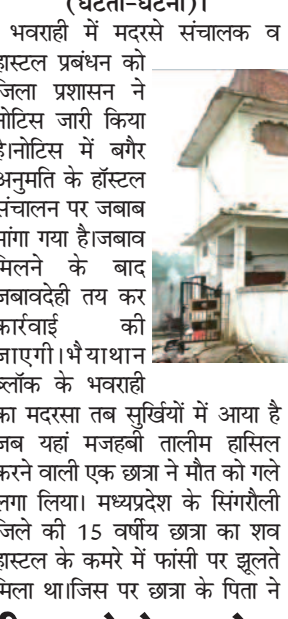 (घटती-घटना)।
भवराही में मदरसे संचालक व
हास्टल प्रबंधन को
जिला प्रशासन ने
नोटिस जारी किया
है।नोटिस में बगैर
अनुमति के हॉस्टल
संचालन पर जबाब
मांगा गया है।जबाव
मिलने के बाद
जबावदेही तय कर
कार्रवाई की
जाएगी।भैयाथान
ब्लॉक के भवराही
का मदरसा तब सुर्खियों में आया है
जब यहां मजहबी तालीम हासिल
करने वाली एक छात्रा ने मौत को गले
लगा लिया। मध्यप्रदेश के सिंगरौली
जिले की 15 वर्षीय छात्रा का शव
हास्टल के कमरे में फांसी पर झूलते
मिला था।जिस पर छात्रा के पिता ने